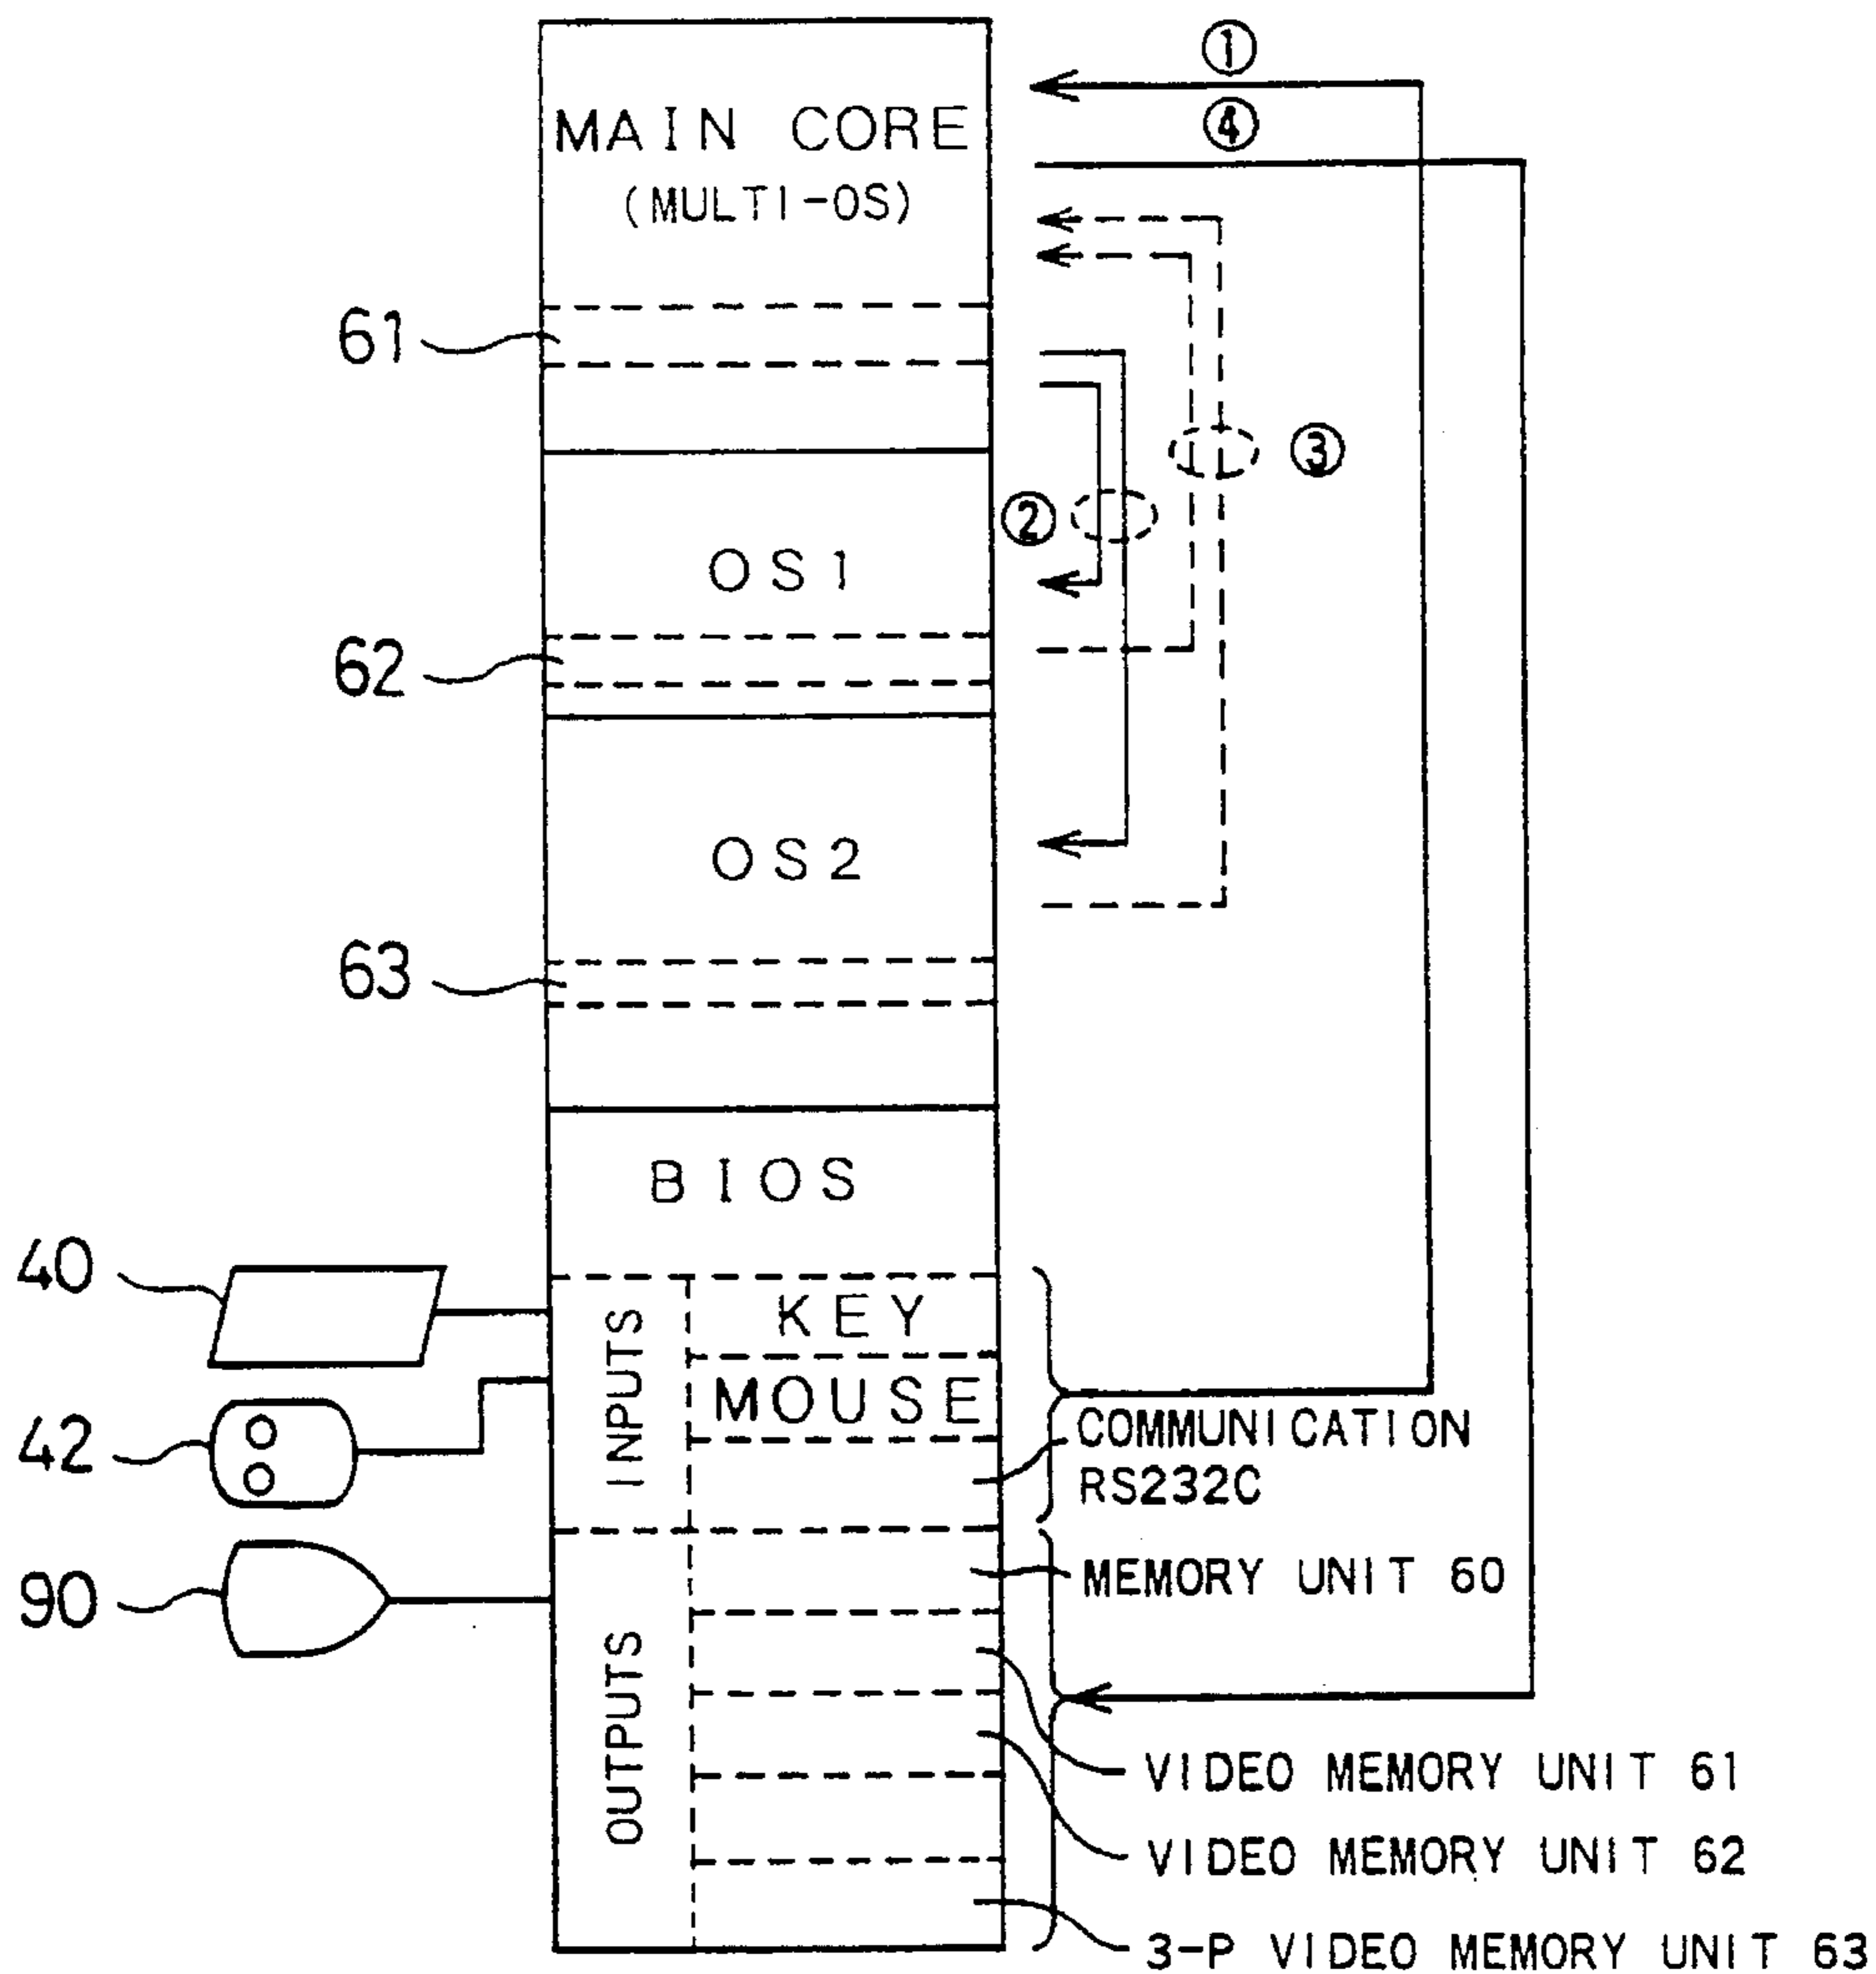 ①
MAIN CORE
④
(MULTI-OS)
61
③
②
OS1
62
OS2
63
BIOS
40
INPUTS
KEY
MOUSE
42
COMMUNICATION
RS232C
90
OUTPUTS
MEMORY UNIT 60
VIDEO MEMORY UNIT 61
VIDEO MEMORY UNIT 62
3-P VIDEO MEMORY UNIT 63